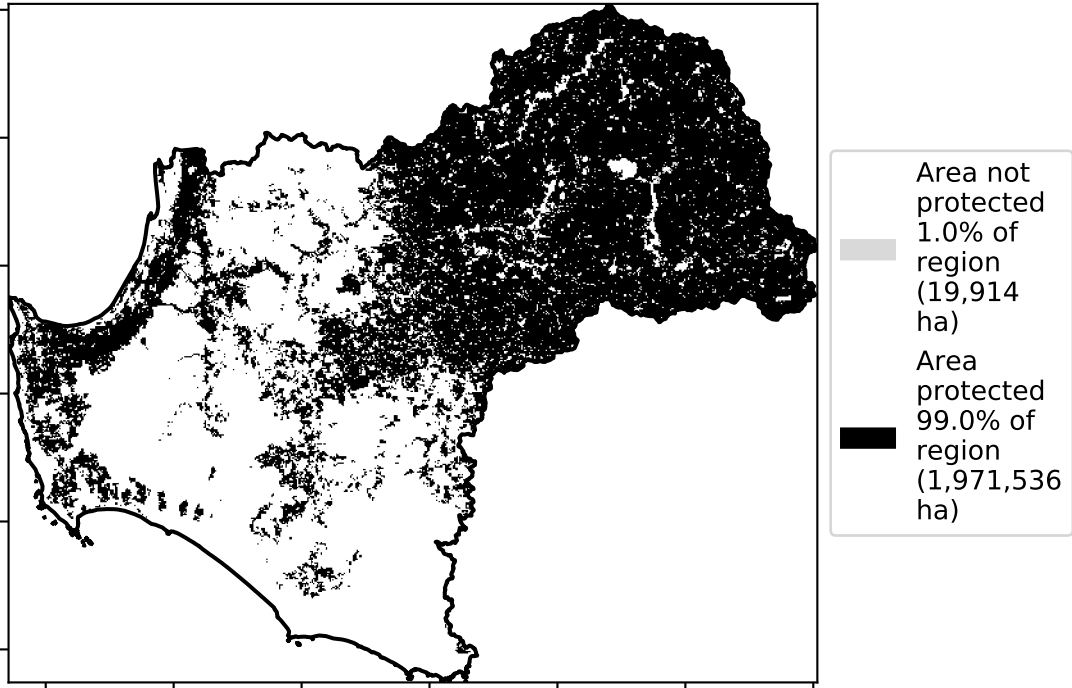 Area not
protected
1.0% of
region
(19,914
ha)
Area
protected
99.0% of
region
(1,971,536
ha)